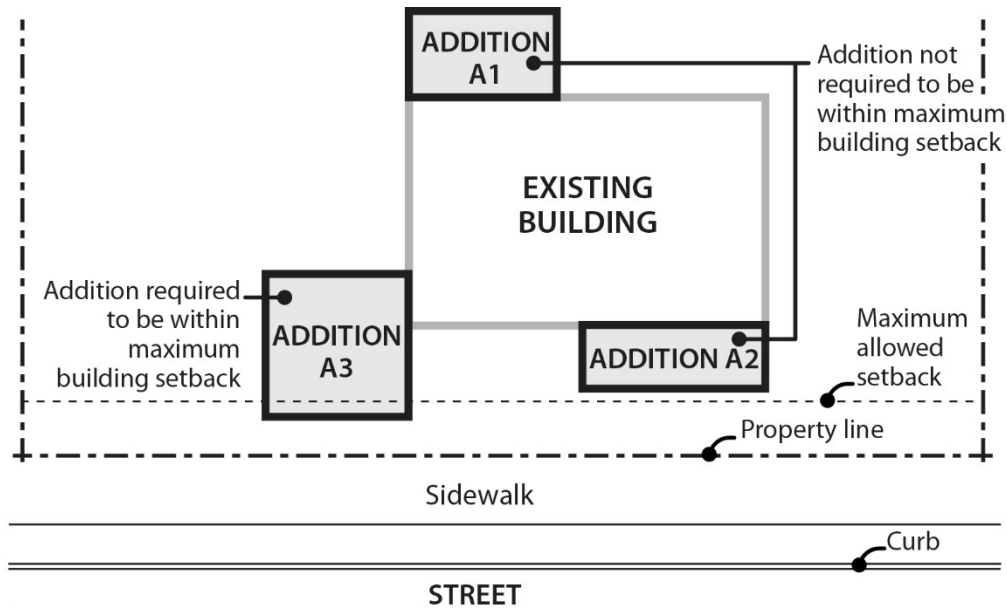 ADDITION
A1
Addition not
required to be
within maximum
building setback
EXISTING
BUILDING
Addition required
to be within
maximum
building setback
ADDITION
A3
ADDITION A2
Maximum
allowed
setback
Property line
Sidewalk
Curb
STREET